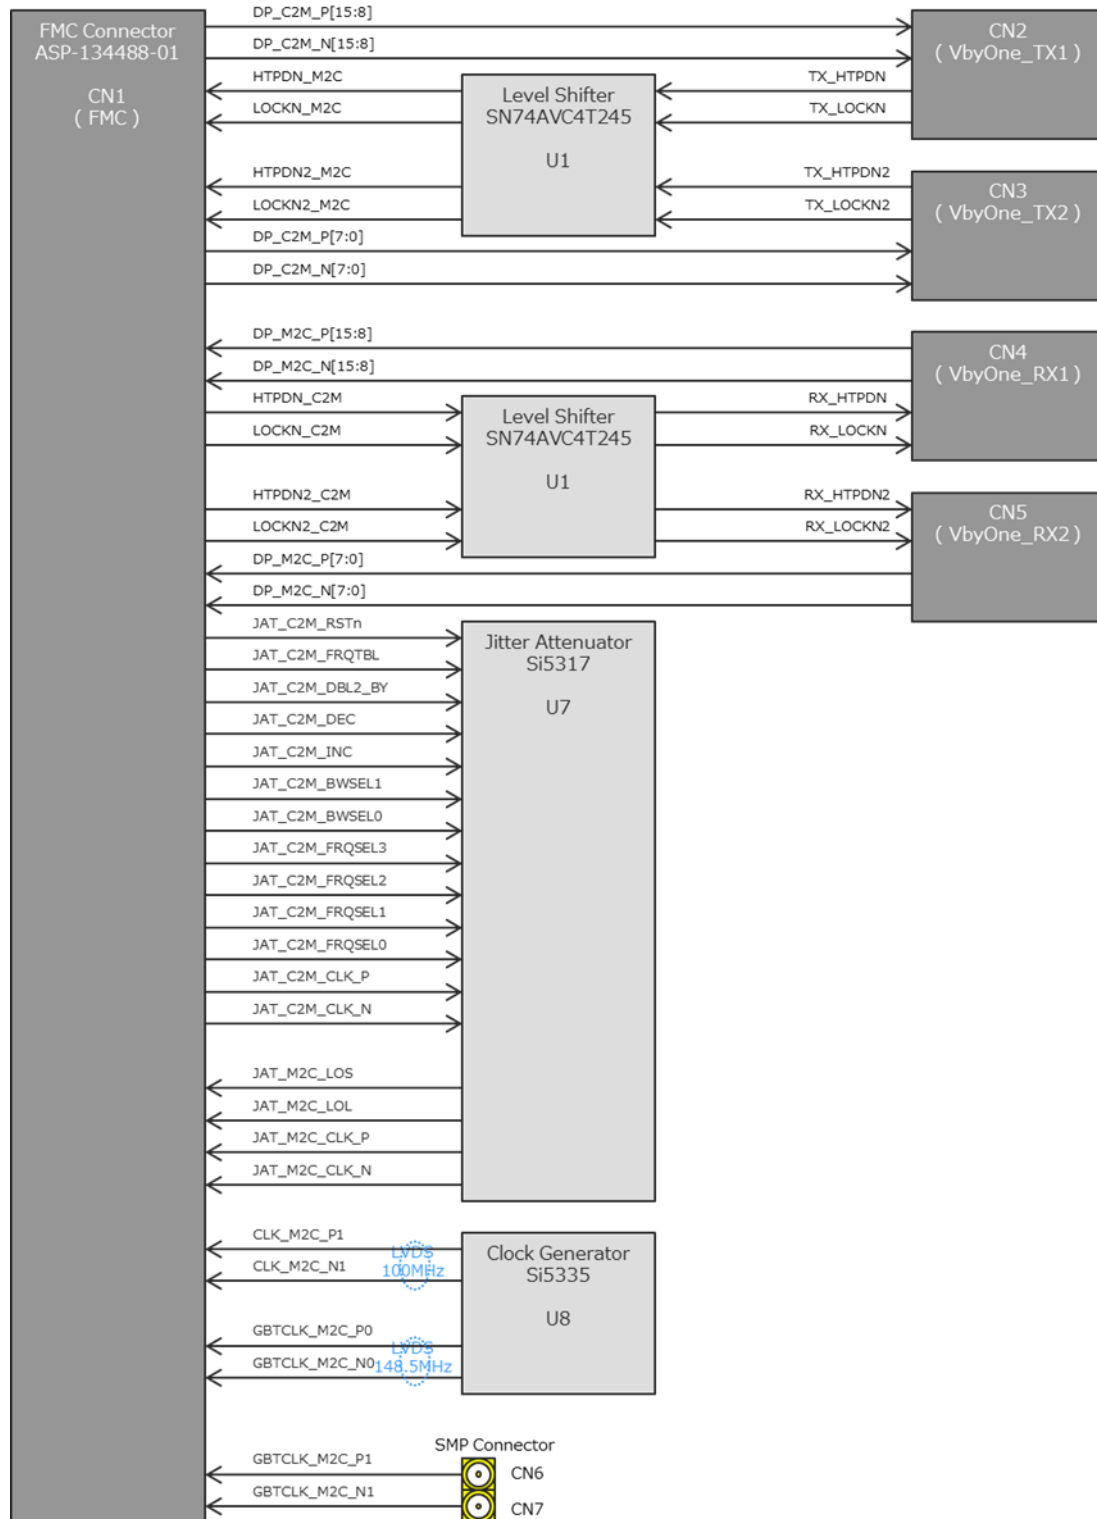 FMC Connector
ASP-134488-01
CN1
( FMC )
DP_C2M_P[15:8]
DP_C2M_N[15:8]
HTPDN_M2C
LOCKN_M2C
HTPDN2_M2C
LOCKN2_M2C
DP_C2M_P[7:0]
DP_C2M_N[7:0]
Level Shifter
SN74AVC4T245
U1
TX_HTPDN
TX_LOCKN
TX_HTPDN2
TX_LOCKN2
CN2
( VbyOne_TX1 )
CN3
( VbyOne_TX2 )
DP_M2C_P[15:8]
DP_M2C_N[15:8]
HTPDN_C2M
LOCKN_C2M
HTPDN2_C2M
LOCKN2_C2M
DP_M2C_P[7:0]
DP_M2C_N[7:0]
Level Shifter
SN74AVC4T245
U1
RX_HTPDN
RX_LOCKN
RX_HTPDN2
RX_LOCKN2
CN4
( VbyOne_RX1 )
CN5
( VbyOne_RX2 )
JAT_C2M_RSTn
JAT_C2M_FRQTBL
JAT_C2M_DBL2_BY
JAT_C2M_DEC
JAT_C2M_INC
JAT_C2M_BWSEL1
JAT_C2M_BWSEL0
JAT_C2M_FRQSEL3
JAT_C2M_FRQSEL2
JAT_C2M_FRQSEL1
JAT_C2M_FRQSEL0
JAT_C2M_CLK_P
JAT_C2M_CLK_N
JAT_M2C_LOS
JAT_M2C_LOL
JAT_M2C_CLK_P
JAT_M2C_CLK_N
Jitter Attenuator
Si5317
U7
CLK_M2C_P1
CLK_M2C_N1
LVDS
100MHz
GBTCLK_M2C_P0
GBTCLK_M2C_N0
LVDS
148.5MHz
Clock Generator
Si5335
U8
SMP Connector
GBTCLK_M2C_P1
CN6
GBTCLK_M2C_N1
CN7